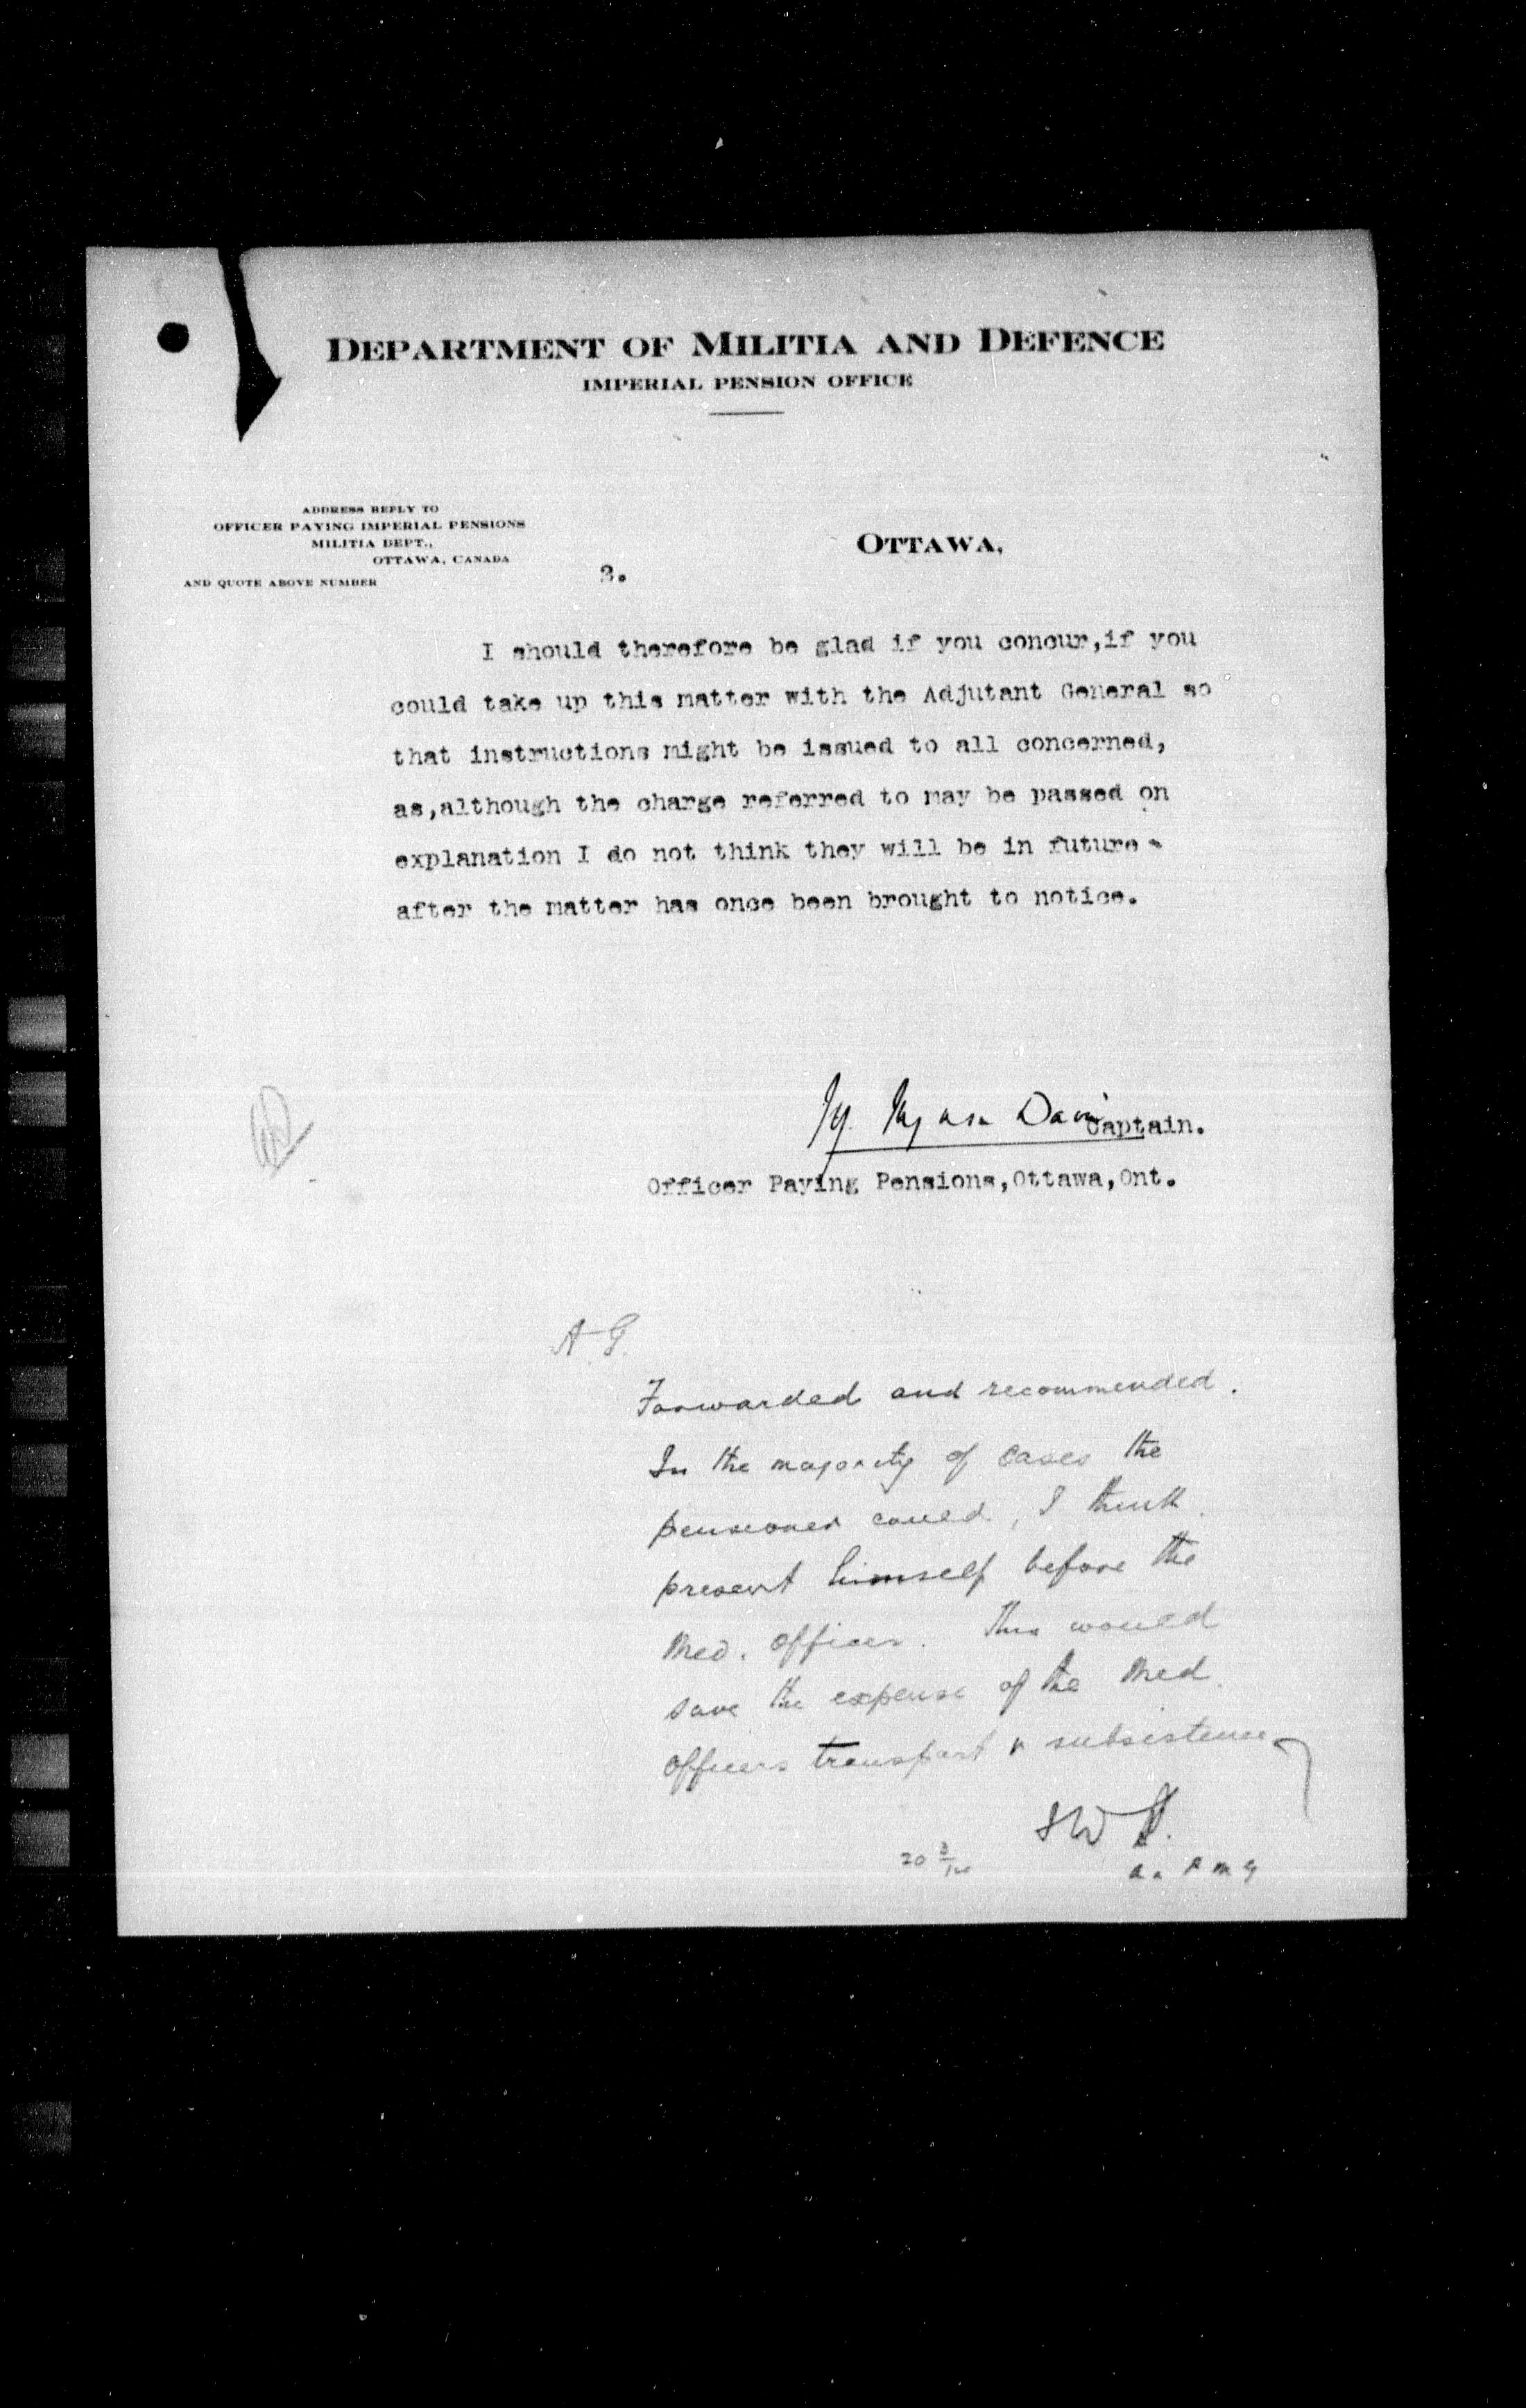 DEPARTMENT OF MILITIA AND DEFENCE
IMPERIAL PENSION OFFICE
ADDRESS REPLY TO
OFFICER PAYING IMPERIAL PENSIONS
MILITIA DEPT.,
OTTAWA, CANADA
AND QUOTE ABOVE NUMBER
OTTAWA,
2.
I should therefore be glad if you concur,if you
could take up this matter with the Adjutant General so
that instructions might be issued to all concerned,
as,although the charge referred to may be passed on
explanation I do not think they will be in future -
after the matter has once been brought to notice.
Captain.
Officer Paying Pensions,Ottawa,Ont.
A.G.
Forwarded and recommended.
In the majority of cases the
pensioner could, I think
present himself before the
Med. Officer. This would
save the expense of the Med.
Officers transport & subsistence